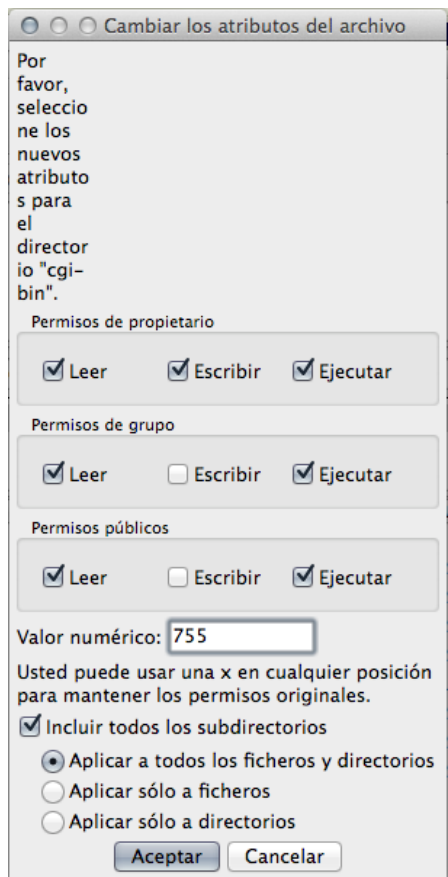 Cambiar los atributos del archivo
Por
favor,
seleccio
ne los
nuevos
atributo
s para
el
director
io "cgi-
bin".
Permisos de propietario
Leer Escribir Ejecutar
Permisos de grupo
Leer Escribir Ejecutar
Permisos públicos
Leer Escribir Ejecutar
Valor numérico: 755
Usted puede usar una x en cualquier posición
para mantener los permisos originales.
Incluir todos los subdirectorios
Aplicar a todos los ficheros y directorios
Aplicar sólo a ficheros
Aplicar sólo a directorios
Aceptar Cancelar